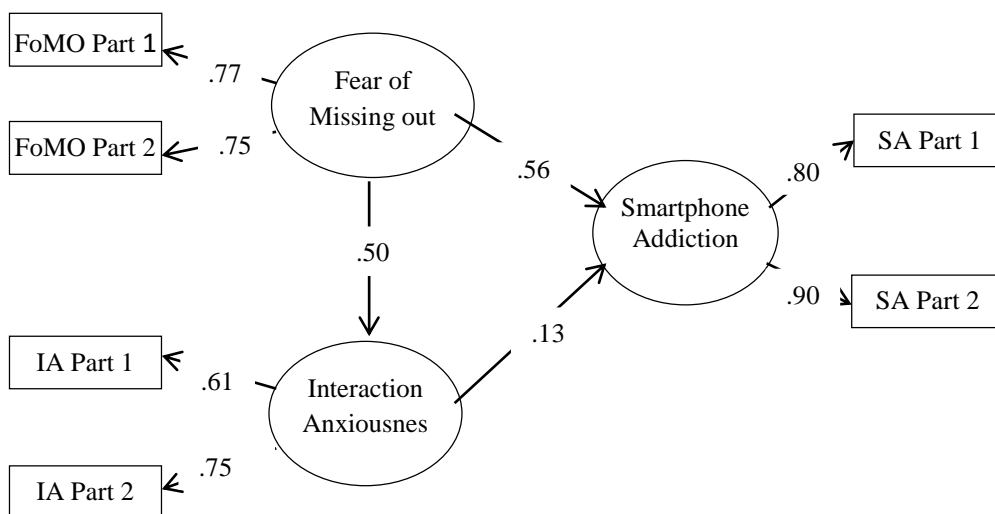 FoMO Part 1
.77
Fear of
Missing out
FoMO Part 2
.75
SA Part 1
.80
.56
Smartphone
Addiction
.50
.90
SA Part 2
IA Part 1
.13
.61
Interaction
Anxiousnes
.75
IA Part 2